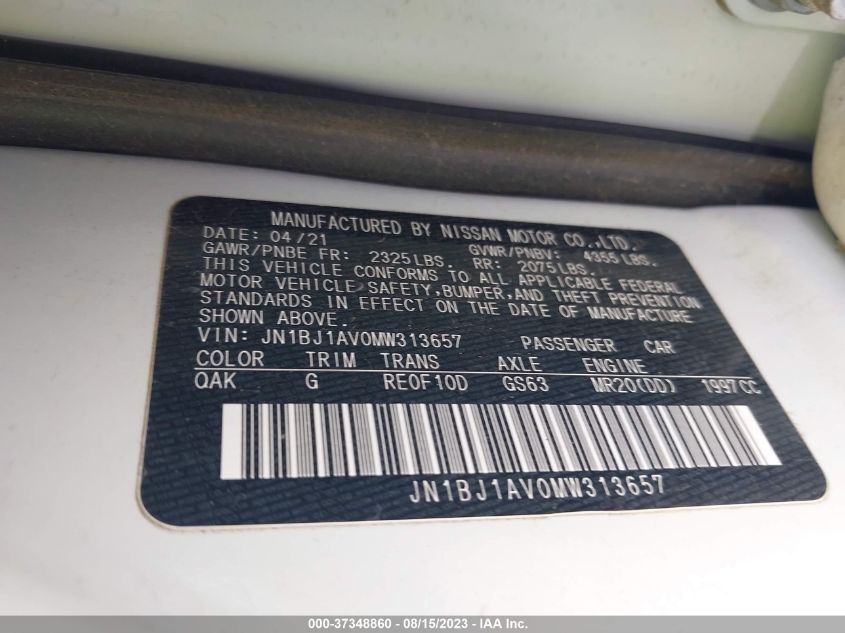 MANUFACTURED BY NISSAN MOTOR CO.,LTD.
DATE: 04/21
GAWR/PNBE FR: 2325LBS. GVWR/PNBV: 4355LBS.
RR: 2075LBS.
THIS VEHICLE CONFORMS TO ALL APPLICABLE FEDERAL
MOTOR VEHICLE SAFETY,BUMPER,AND THEFT PREVENTION
STANDARDS IN EFFECT ON THE DATE OF MANUFACTURE
SHOWN ABOVE.
VIN: JN1BJ1AV0MW313657 PASSENGER CAR
COLOR TRIM TRANS AXLE ENGINE
QAK G RE0F10D GS63 MR20(DD) 1997CC
JN1BJ1AV0MW313657
000-37348860 - 08/15/2023 - © IAA Inc.